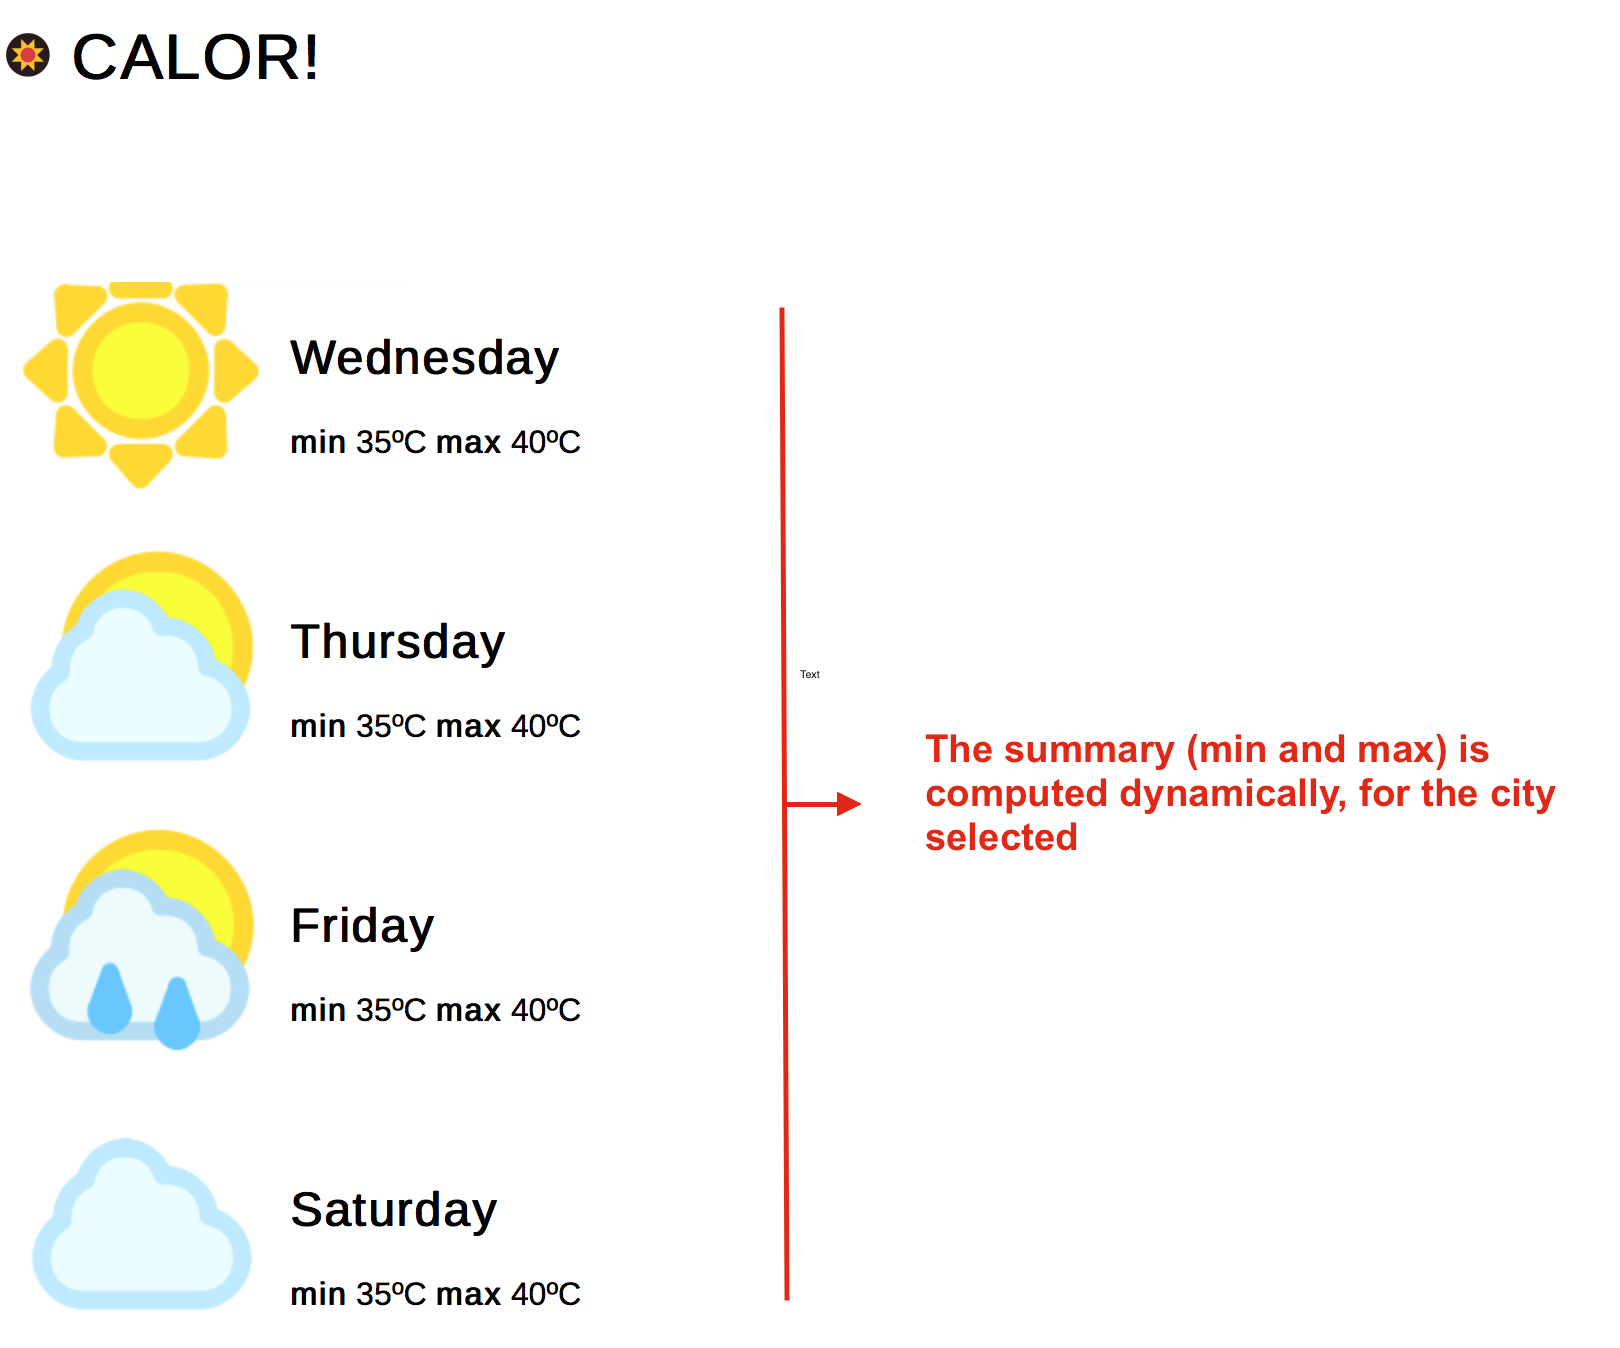 CALOR!
Wednesday
min 35ºC max 40ºC
Thursday
min 35ºC max 40ºC
Text
The summary (min and max) is
computed dynamically, for the city
selected
Friday
min 35ºC max 40ºC
Saturday
min 35ºC max 40ºC